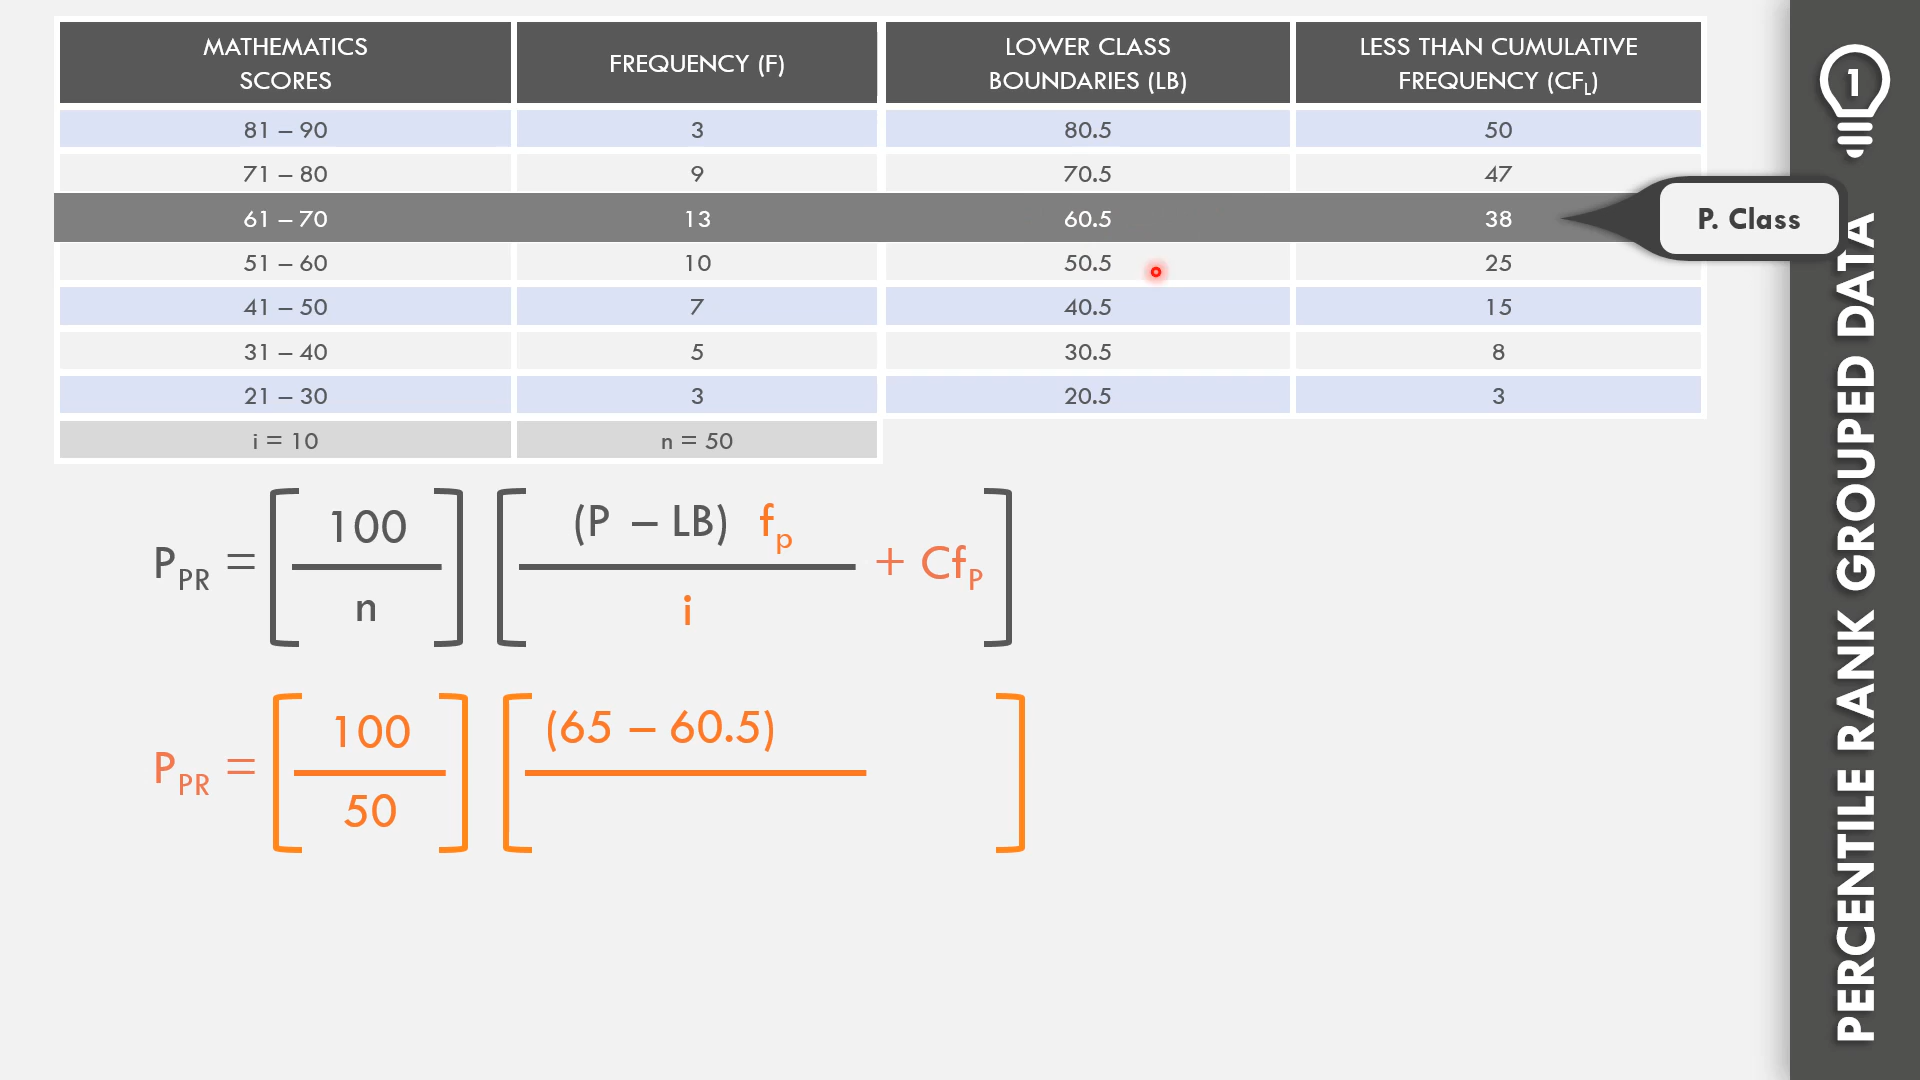 MATHEMATICS SCORES FREQUENCY (F) LOWER CLASS BOUNDARIES (LB) LESS THAN CUMULATIVE FREQUENCY (CFL)
81 – 90 3 80.5 50
71 – 80 9 70.5 47
61 – 70 13 60.5 38
51 – 60 10 50.5 25
41 – 50 7 40.5 15
31 – 40 5 30.5 8
21 – 30 3 20.5 3
i = 10 n = 50
P. Class
1
PERCENTILE RANK GROUPED DATA
PPR = [ 100 / n ] [ (P – LB) fp / i + CfP ]
PPR = [ 100 / 50 ] [ (65 – 60.5) ]